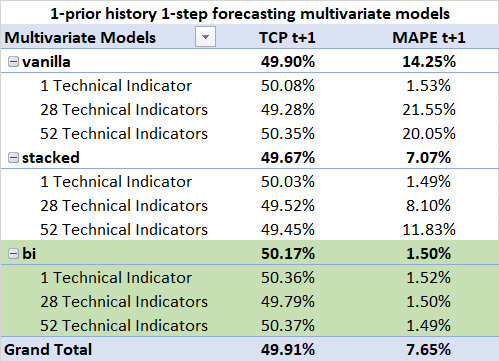 1-prior history 1-step forecasting multivariate models
Multivariate Models TCP t+1 MAPE t+1
vanilla 49.90% 14.25%
1 Technical Indicator 50.08% 1.53%
28 Technical Indicators 49.28% 21.55%
52 Technical Indicators 50.35% 20.05%
stacked 49.67% 7.07%
1 Technical Indicator 50.03% 1.49%
28 Technical Indicators 49.52% 8.10%
52 Technical Indicators 49.45% 11.83%
bi 50.17% 1.50%
1 Technical Indicator 50.36% 1.52%
28 Technical Indicators 49.79% 1.50%
52 Technical Indicators 50.37% 1.49%
Grand Total 49.91% 7.65%